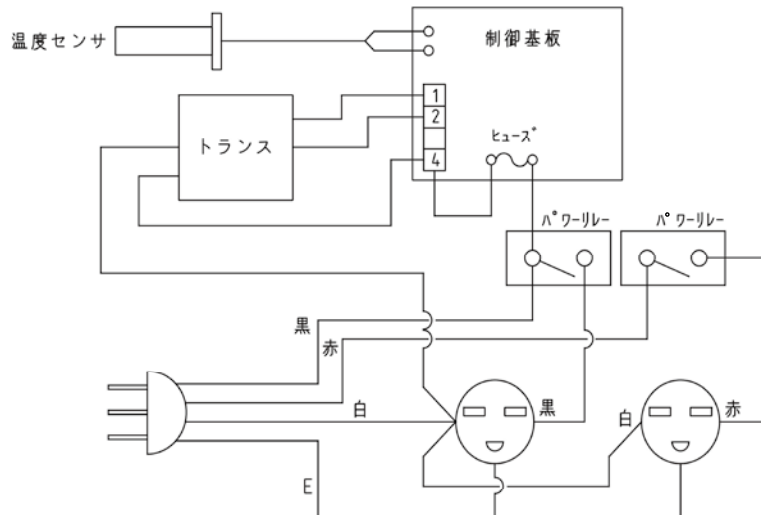 温度センサ
制御基板
1
2
4
トランス
ヒューズ
パワーリレー
パワーリレー
黒
赤
白
黒
白
赤
E